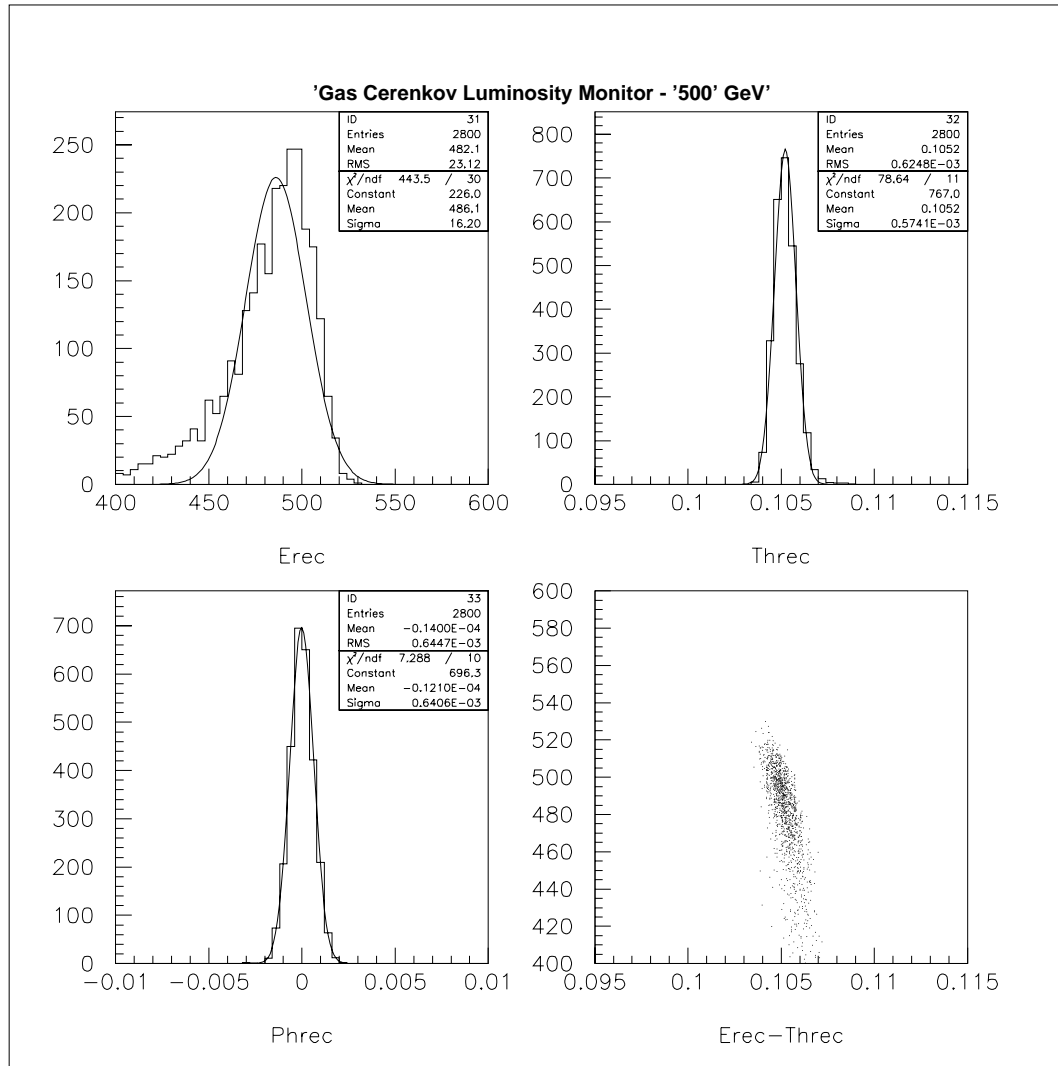 'Gas Cerenkov Luminosity Monitor - '500' GeV'
ID 31
Entries 2800
Mean 482.1
RMS 23.12
χ²/ndf 443.5 / 30
Constant 226.0
Mean 486.1
Sigma 16.20
250
200
150
100
50
0
400 450 500 550 600
Erec
ID 32
Entries 2800
Mean 0.1052
RMS 0.6248E-03
χ²/ndf 78.64 / 11
Constant 767.0
Mean 0.1052
Sigma 0.5741E-03
800
700
600
500
400
300
200
100
0
0.095 0.1 0.105 0.11 0.115
Threc
ID 33
Entries 2800
Mean -0.1400E-04
RMS 0.6447E-03
χ²/ndf 7.288 / 10
Constant 696.3
Mean -0.1210E-04
Sigma 0.6406E-03
700
600
500
400
300
200
100
0
-0.01 -0.005 0 0.005 0.01
Phrec
600
580
560
540
520
500
480
460
440
420
400
0.095 0.1 0.105 0.11 0.115
Erec-Threc